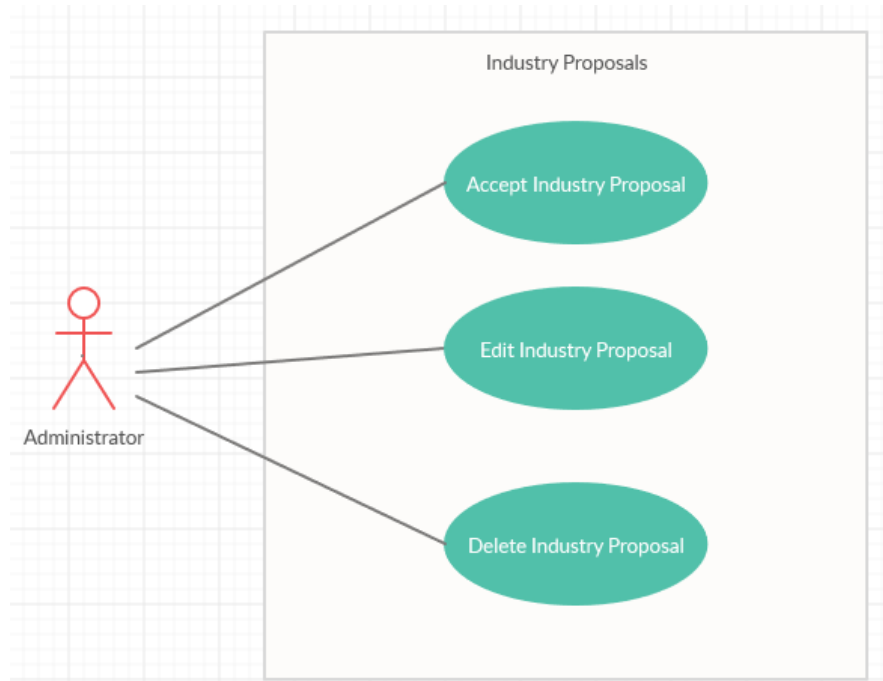 Industry Proposals
Accept Industry Proposal
Edit Industry Proposal
Administrator
Delete Industry Proposal